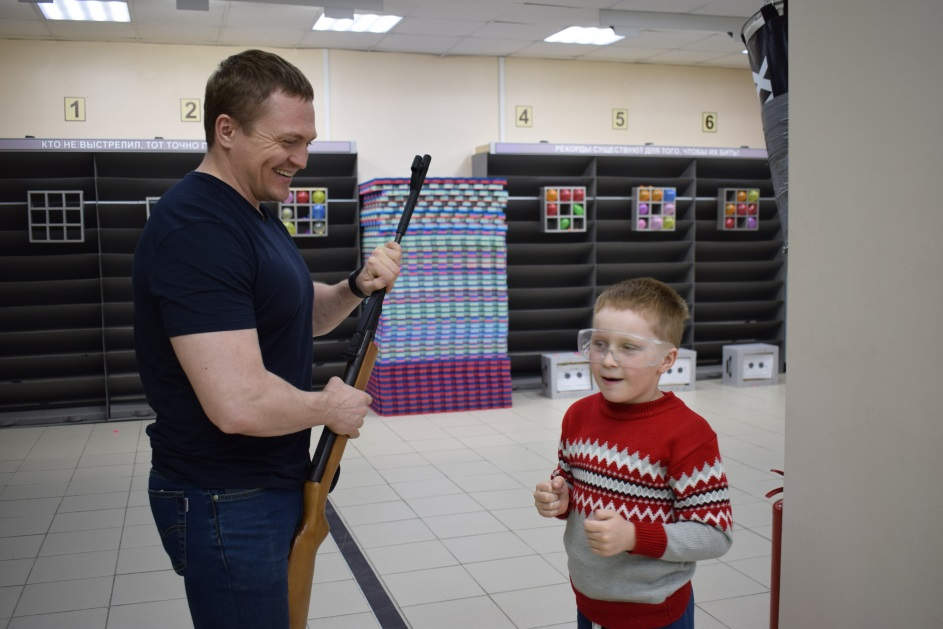 1
2
4
5
6
КТО НЕ ВЫСТРЕЛИЛ, ТОТ ТОЧНО
РЕКОРДЫ СУЩЕСТВУЮТ ДЛЯ ТОГО, ЧТОБЫ ИХ БИТЬ!